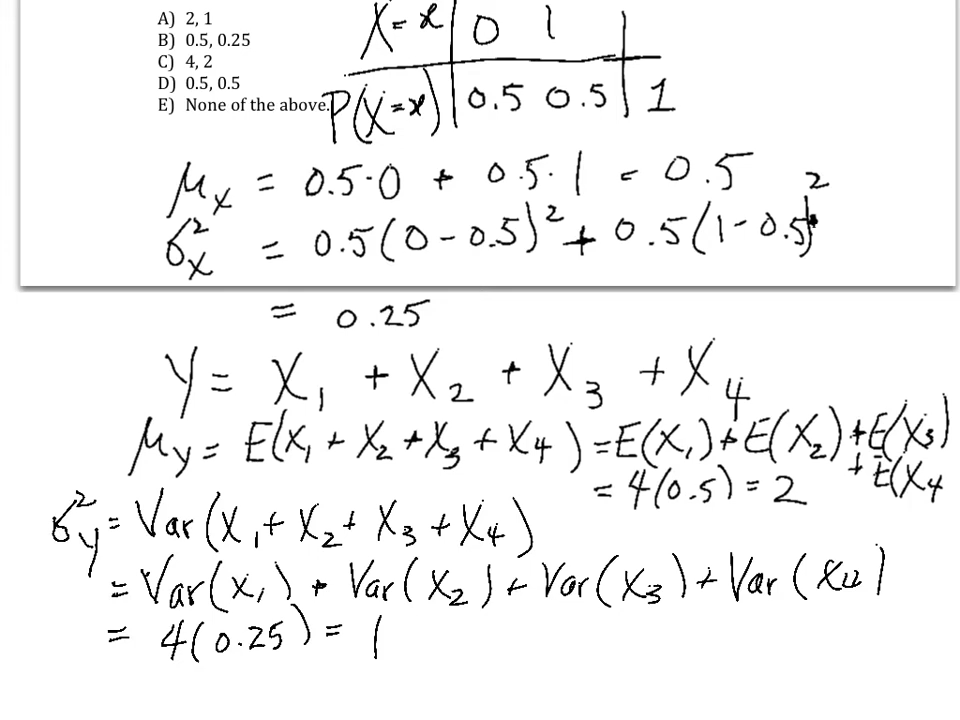 A) 2, 1
B) 0.5, 0.25
C) 4, 2
D) 0.5, 0.5
E) None of the above.
X = x | 0 1 |
P(X=x) | 0.5 0.5 | 1
μx = 0.5·0 + 0.5·1 = 0.5
σ²x = 0.5(0-0.5)² + 0.5(1-0.5)²
= 0.25
Y = X₁ + X₂ + X₃ + X₄
μy = E(X₁ + X₂ + X₃ + X₄) = E(X₁) + E(X₂) + E(X₃)
+ E(X₄
= 4(0.5) = 2
σ²y = Var(X₁ + X₂ + X₃ + X₄)
= Var(X₁) + Var(X₂) + Var(X₃) + Var(X₄)
= 4(0.25) = 1